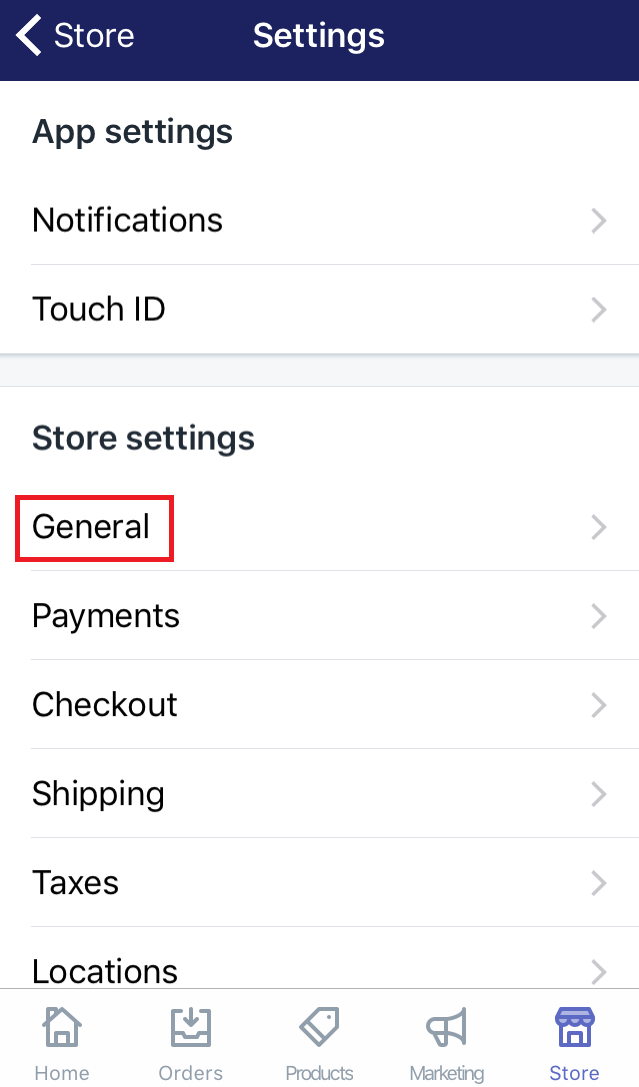 Store
Settings
App settings
Notifications
Touch ID
Store settings
General
Payments
Checkout
Shipping
Taxes
Locations
Home
Orders
Products
Marketing
Store